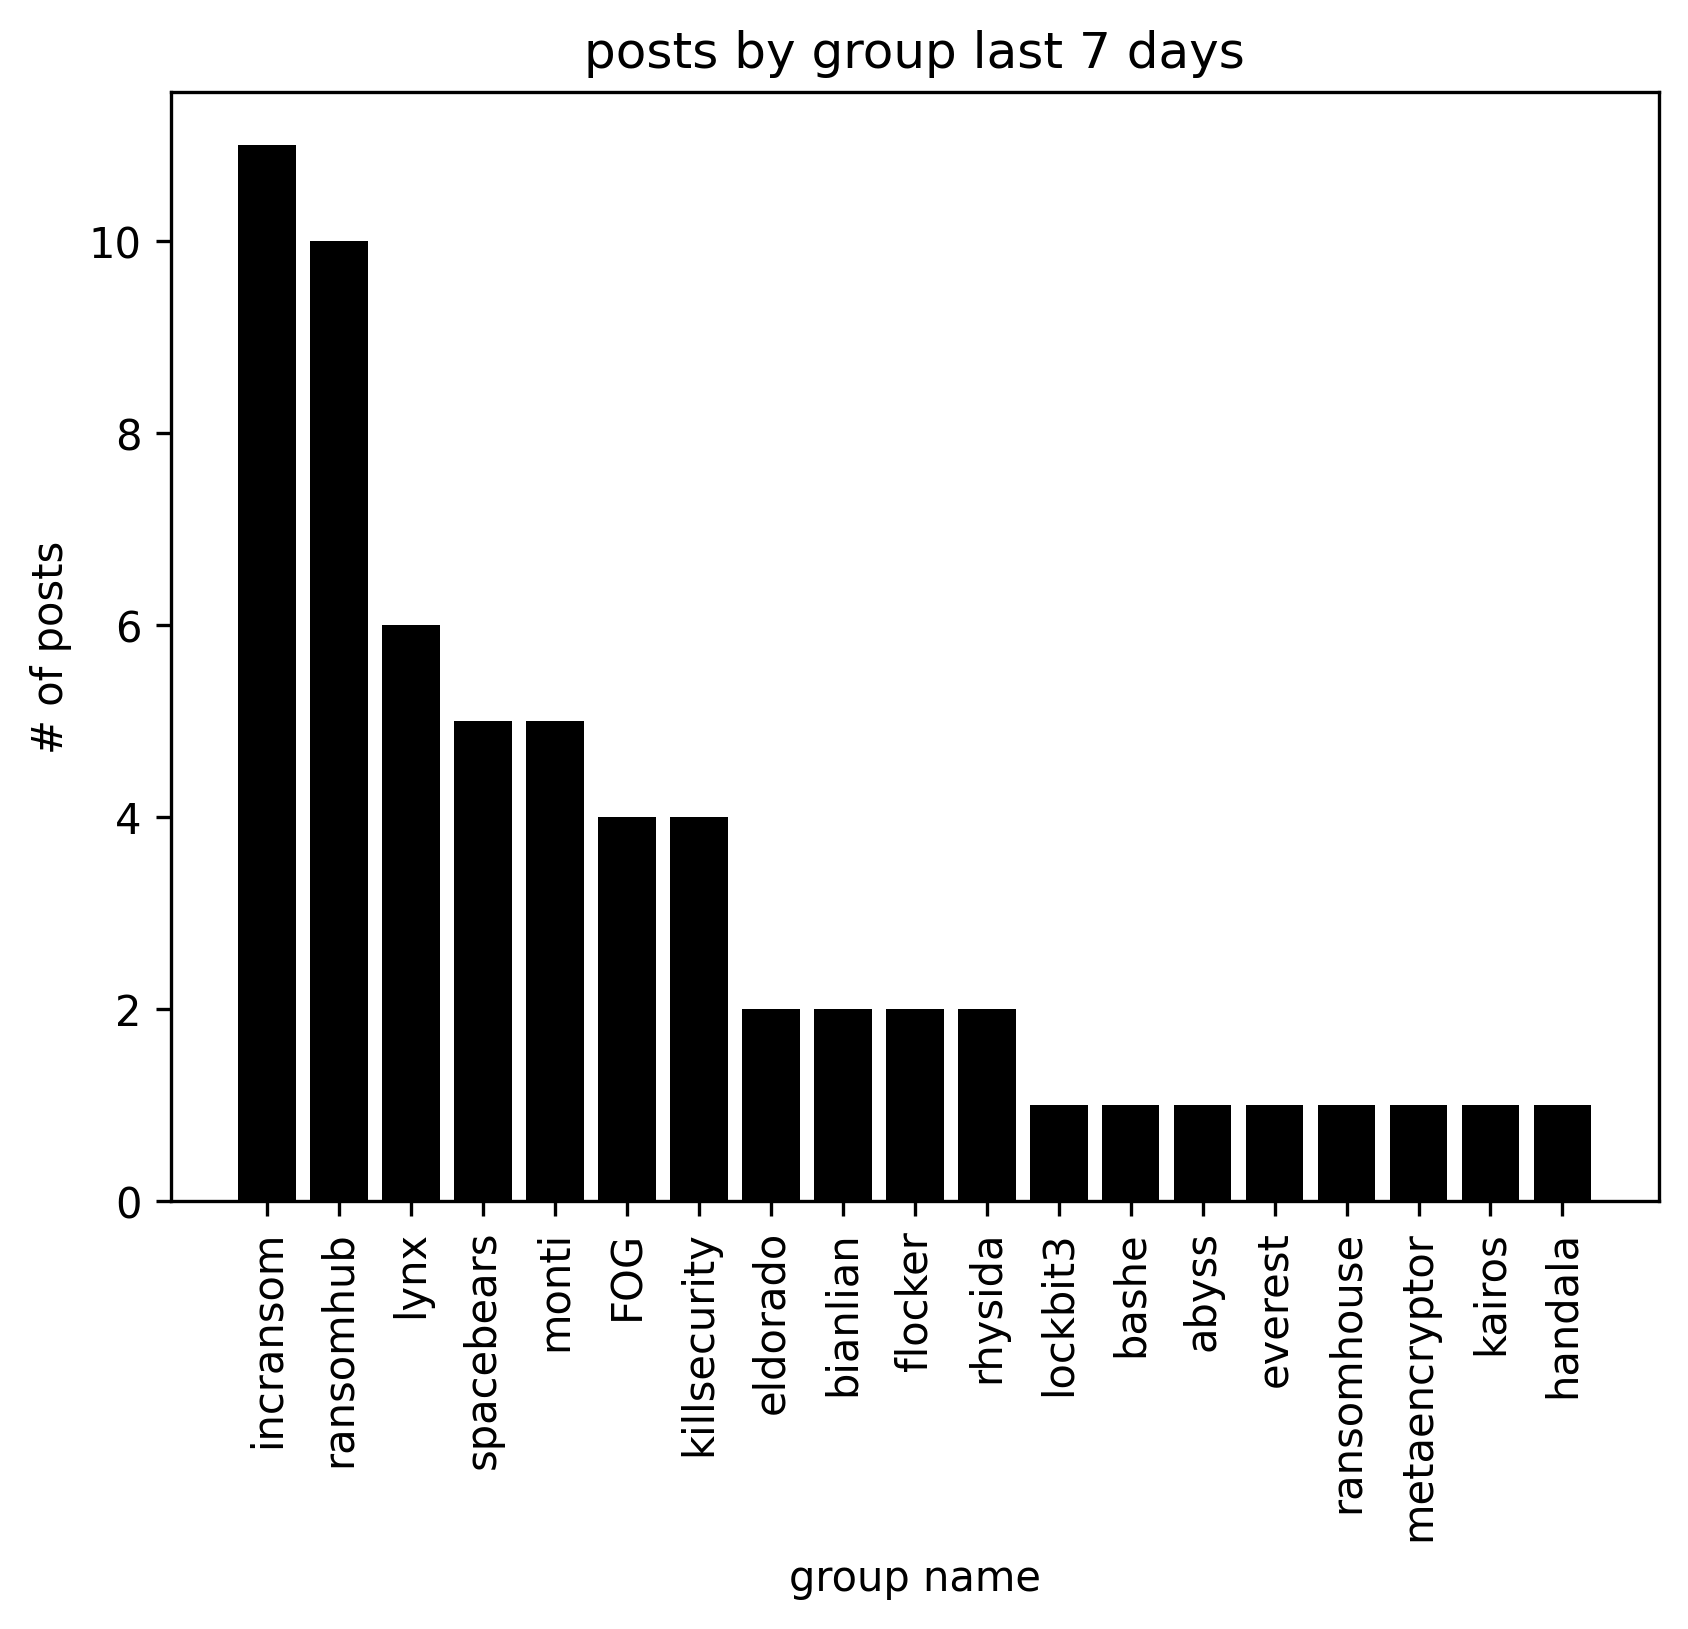 posts by group last 7 days
# of posts
10
8
6
4
2
0
incransom
ransomhub
lynx
spacebears
monti
FOG
killsecurity
eldorado
bianlian
flocker
rhysida
lockbit3
bashe
abyss
everest
ransomhouse
metaencryptor
kairos
handala
group name